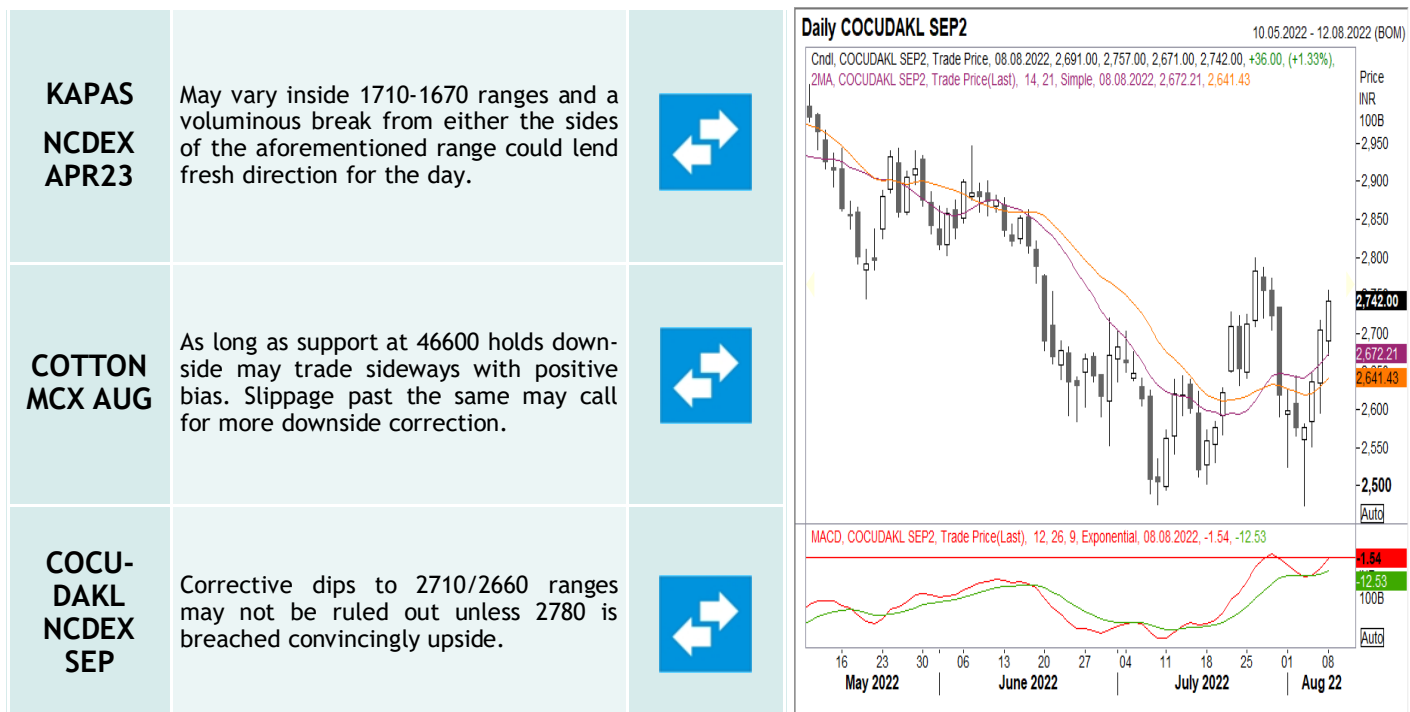 KAPAS
NCDEX
APR23
May vary inside 1710-1670 ranges and a
voluminous break from either the sides
of the aforementioned range could lend
fresh direction for the day.
COTTON
MCX AUG
As long as support at 46600 holds down-
side may trade sideways with positive
bias. Slippage past the same may call
for more downside correction.
COCU-
DAKL
NCDEX
SEP
Corrective dips to 2710/2660 ranges
may not be ruled out unless 2780 is
breached convincingly upside.
Daily COCUDAKL SEP2
10.05.2022 - 12.08.2022 (BOM)
Cndl, COCUDAKL SEP2, Trade Price, 08.08.2022, 2,691.00, 2,757.00, 2,671.00, 2,742.00, +36.00, (+1.33%),
2MA, COCUDAKL SEP2, Trade Price(Last), 14, 21, Simple, 08.08.2022, 2,672.21, 2,641.43
Price
INR
100B
2,950
2,900
2,850
2,800
2,742.00
2,700
2,672.21
2,641.43
2,600
2,550
2,500
Auto
MACD, COCUDAKL SEP2, Trade Price(Last), 12, 26, 9, Exponential, 08.08.2022, -1.54, -12.53
-1.54
-12.53
100B
Auto
16 23 30 06 13 20 27 04 11 18 25 01 08
May 2022 June 2022 July 2022 Aug 22